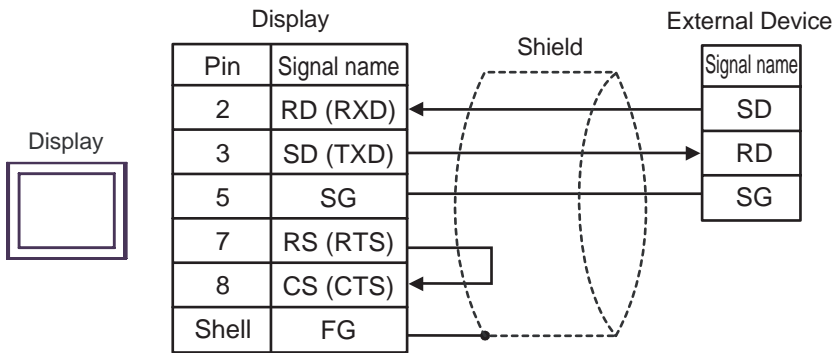 Display
External Device
Shield
Pin Signal name
Signal name
2 RD (RXD)
SD
Display
3 SD (TXD)
RD
5 SG
SG
7 RS (RTS)
8 CS (CTS)
Shell FG